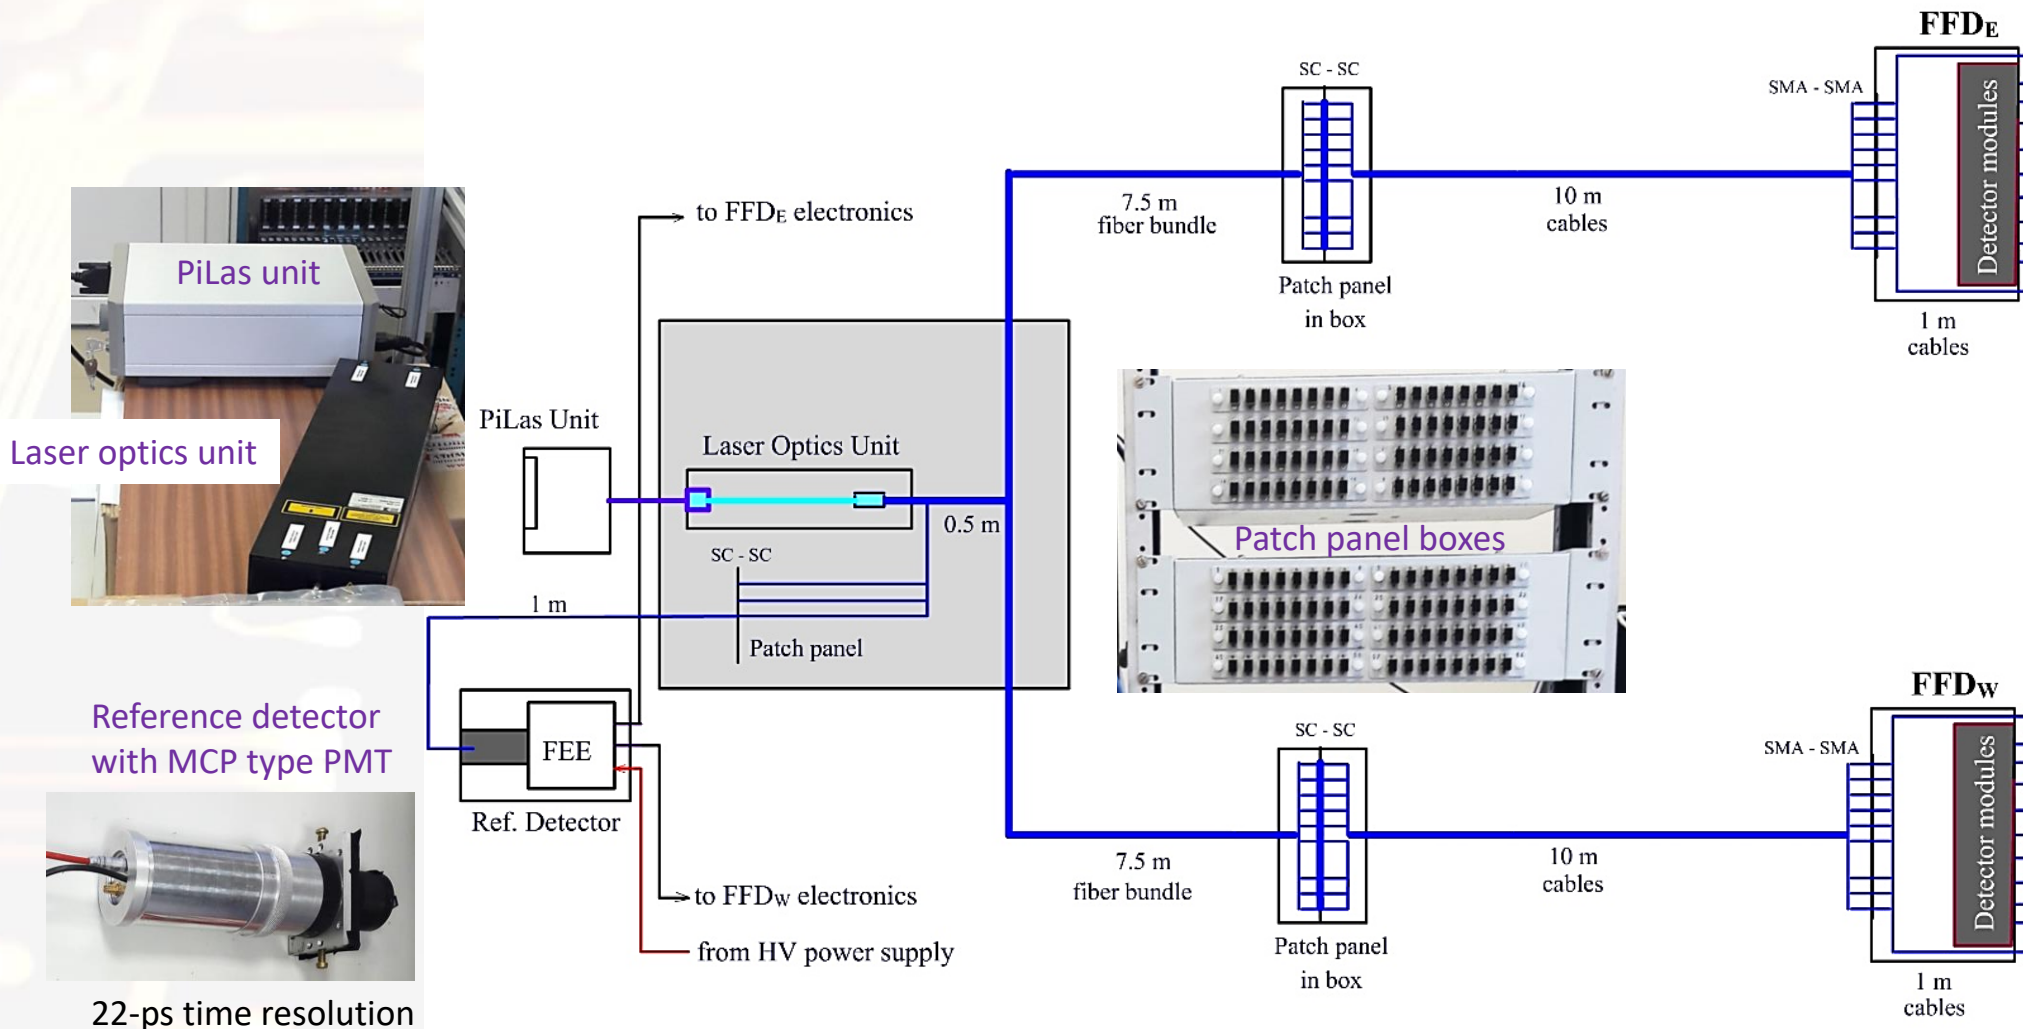 FFDE
SC - SC
SMA - SMA
Detector modules
7.5 m
fiber bundle
10 m
cables
to FFDE electronics
PiLas unit
Patch panel
in box
1 m
cables
PiLas Unit
Laser optics unit
Laser Optics Unit
0.5 m
SC - SC
Patch panel boxes
1 m
Patch panel
FFDW
Reference detector
with MCP type PMT
FEE
SC - SC
SMA - SMA
Detector modules
Ref. Detector
7.5 m
fiber bundle
10 m
cables
to FFDW electronics
from HV power supply
Patch panel
in box
1 m
cables
22-ps time resolution